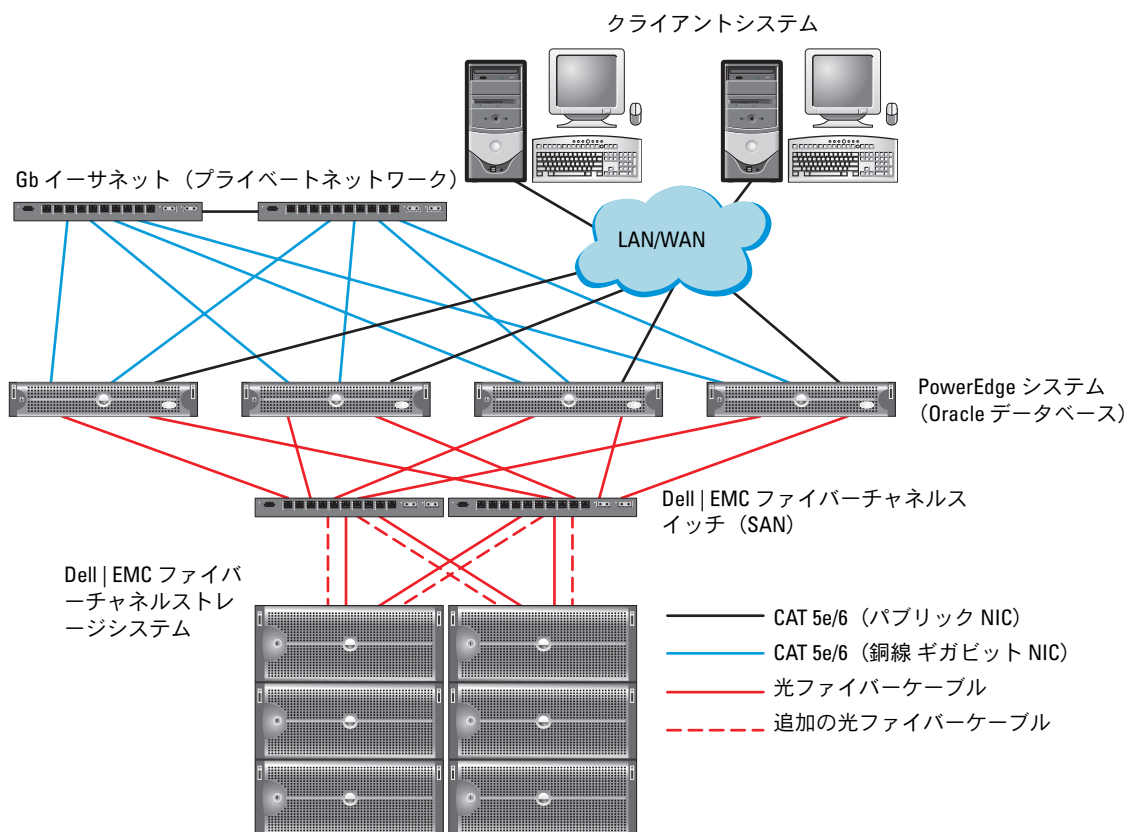 クライアントシステム
Gb イーサネット（プライベートネットワーク）
LAN/WAN
PowerEdge システム
（Oracle データベース）
Dell | EMC ファイバーチャネルス
イッチ（SAN）
Dell | EMC ファイバ
ーチャネルストレ
ージシステム
CAT 5e/6（パブリック NIC）
CAT 5e/6（銅線 ギガビット NIC）
光ファイバーケーブル
追加の光ファイバーケーブル